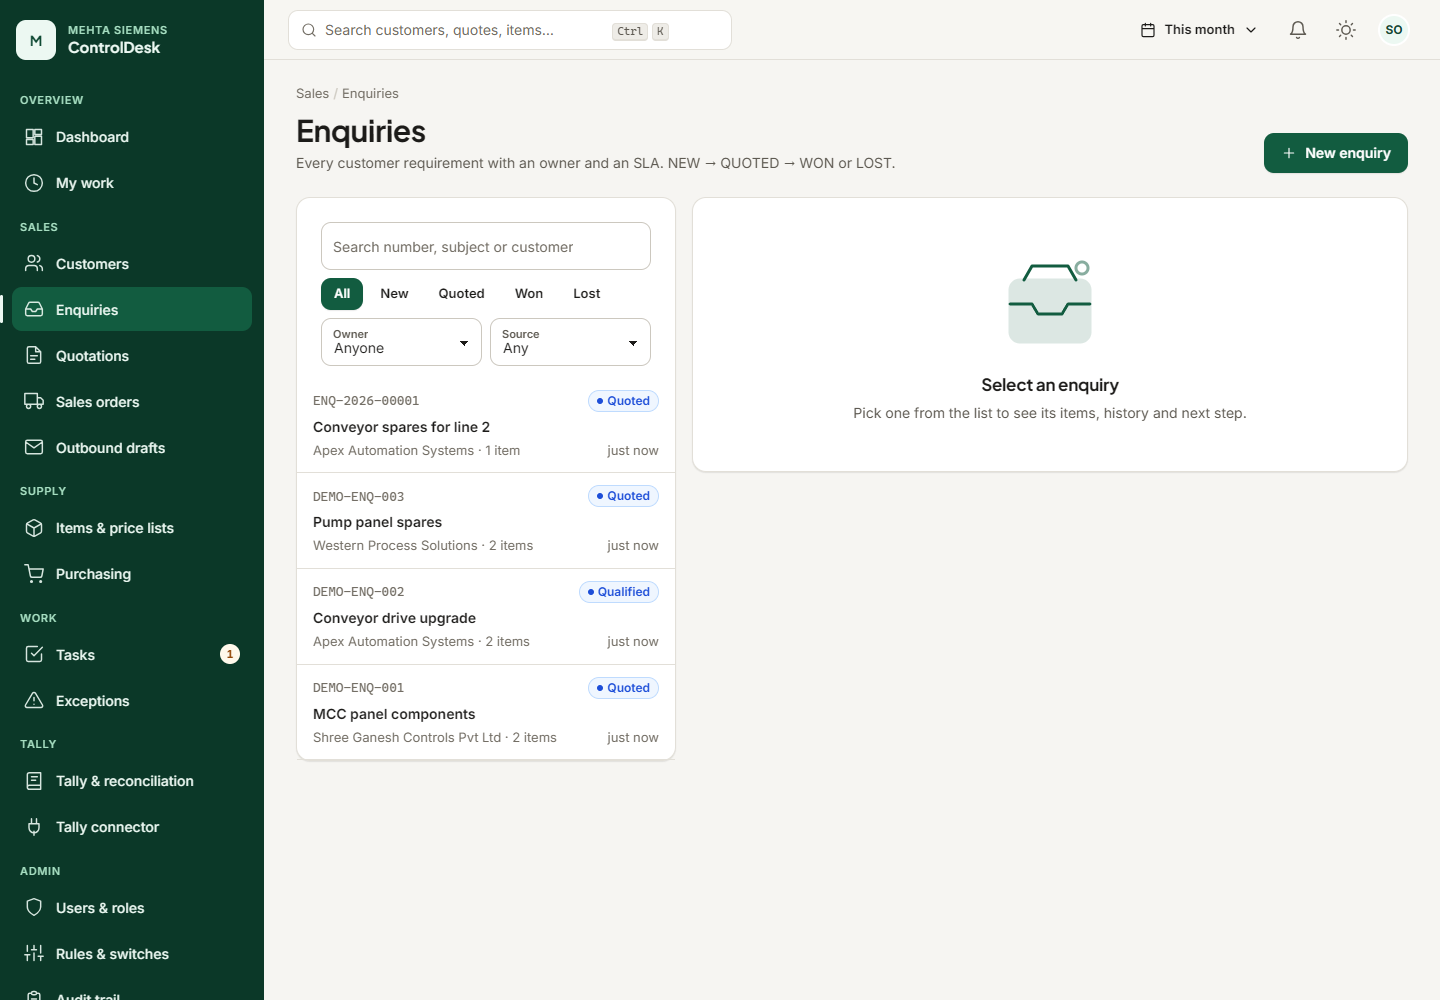 M
MEHTA SIEMENS
ControlDesk
OVERVIEW
Dashboard
My work
SALES
Customers
Enquiries
Quotations
Sales orders
Outbound drafts
SUPPLY
Items & price lists
Purchasing
WORK
Tasks 1
Exceptions
TALLY
Tally & reconciliation
Tally connector
ADMIN
Users & roles
Rules & switches
Audit trail
Search customers, quotes, items... Ctrl K
This month
SO
Sales / Enquiries
Enquiries
Every customer requirement with an owner and an SLA. NEW → QUOTED → WON or LOST.
New enquiry
Search number, subject or customer
All New Quoted Won Lost
Owner
Anyone
Source
Any
ENQ-2026-00001 Quoted
Conveyor spares for line 2
Apex Automation Systems · 1 item just now
DEMO-ENQ-003 Quoted
Pump panel spares
Western Process Solutions · 2 items just now
DEMO-ENQ-002 Qualified
Conveyor drive upgrade
Apex Automation Systems · 2 items just now
DEMO-ENQ-001 Quoted
MCC panel components
Shree Ganesh Controls Pvt Ltd · 2 items just now
Select an enquiry
Pick one from the list to see its items, history and next step.